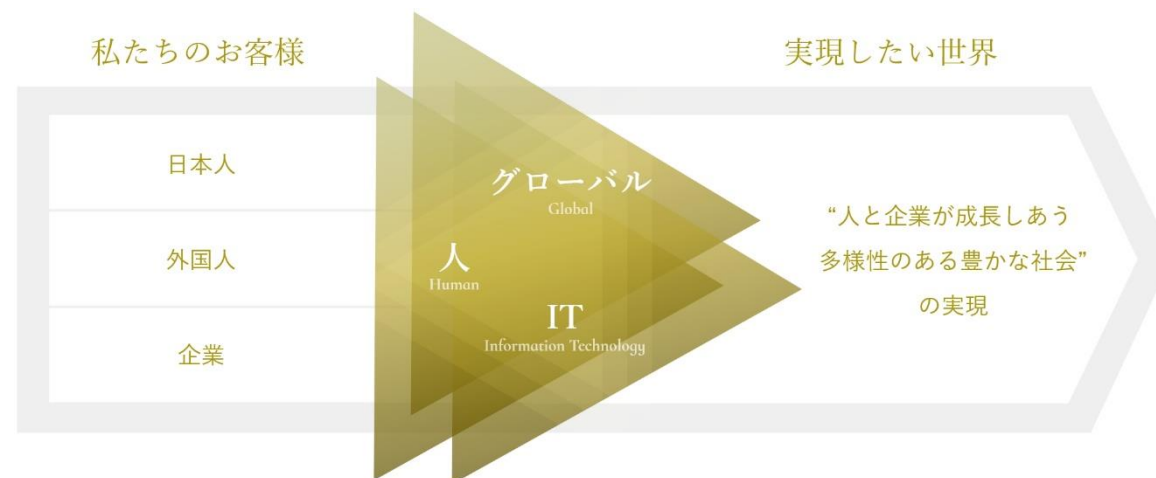 私たちのお客様
実現したい世界
日本人
外国人
企業
グローバル
Global
人
Human
IT
Information Technology
“人と企業が成長しあう
多様性のある豊かな社会”
の実現